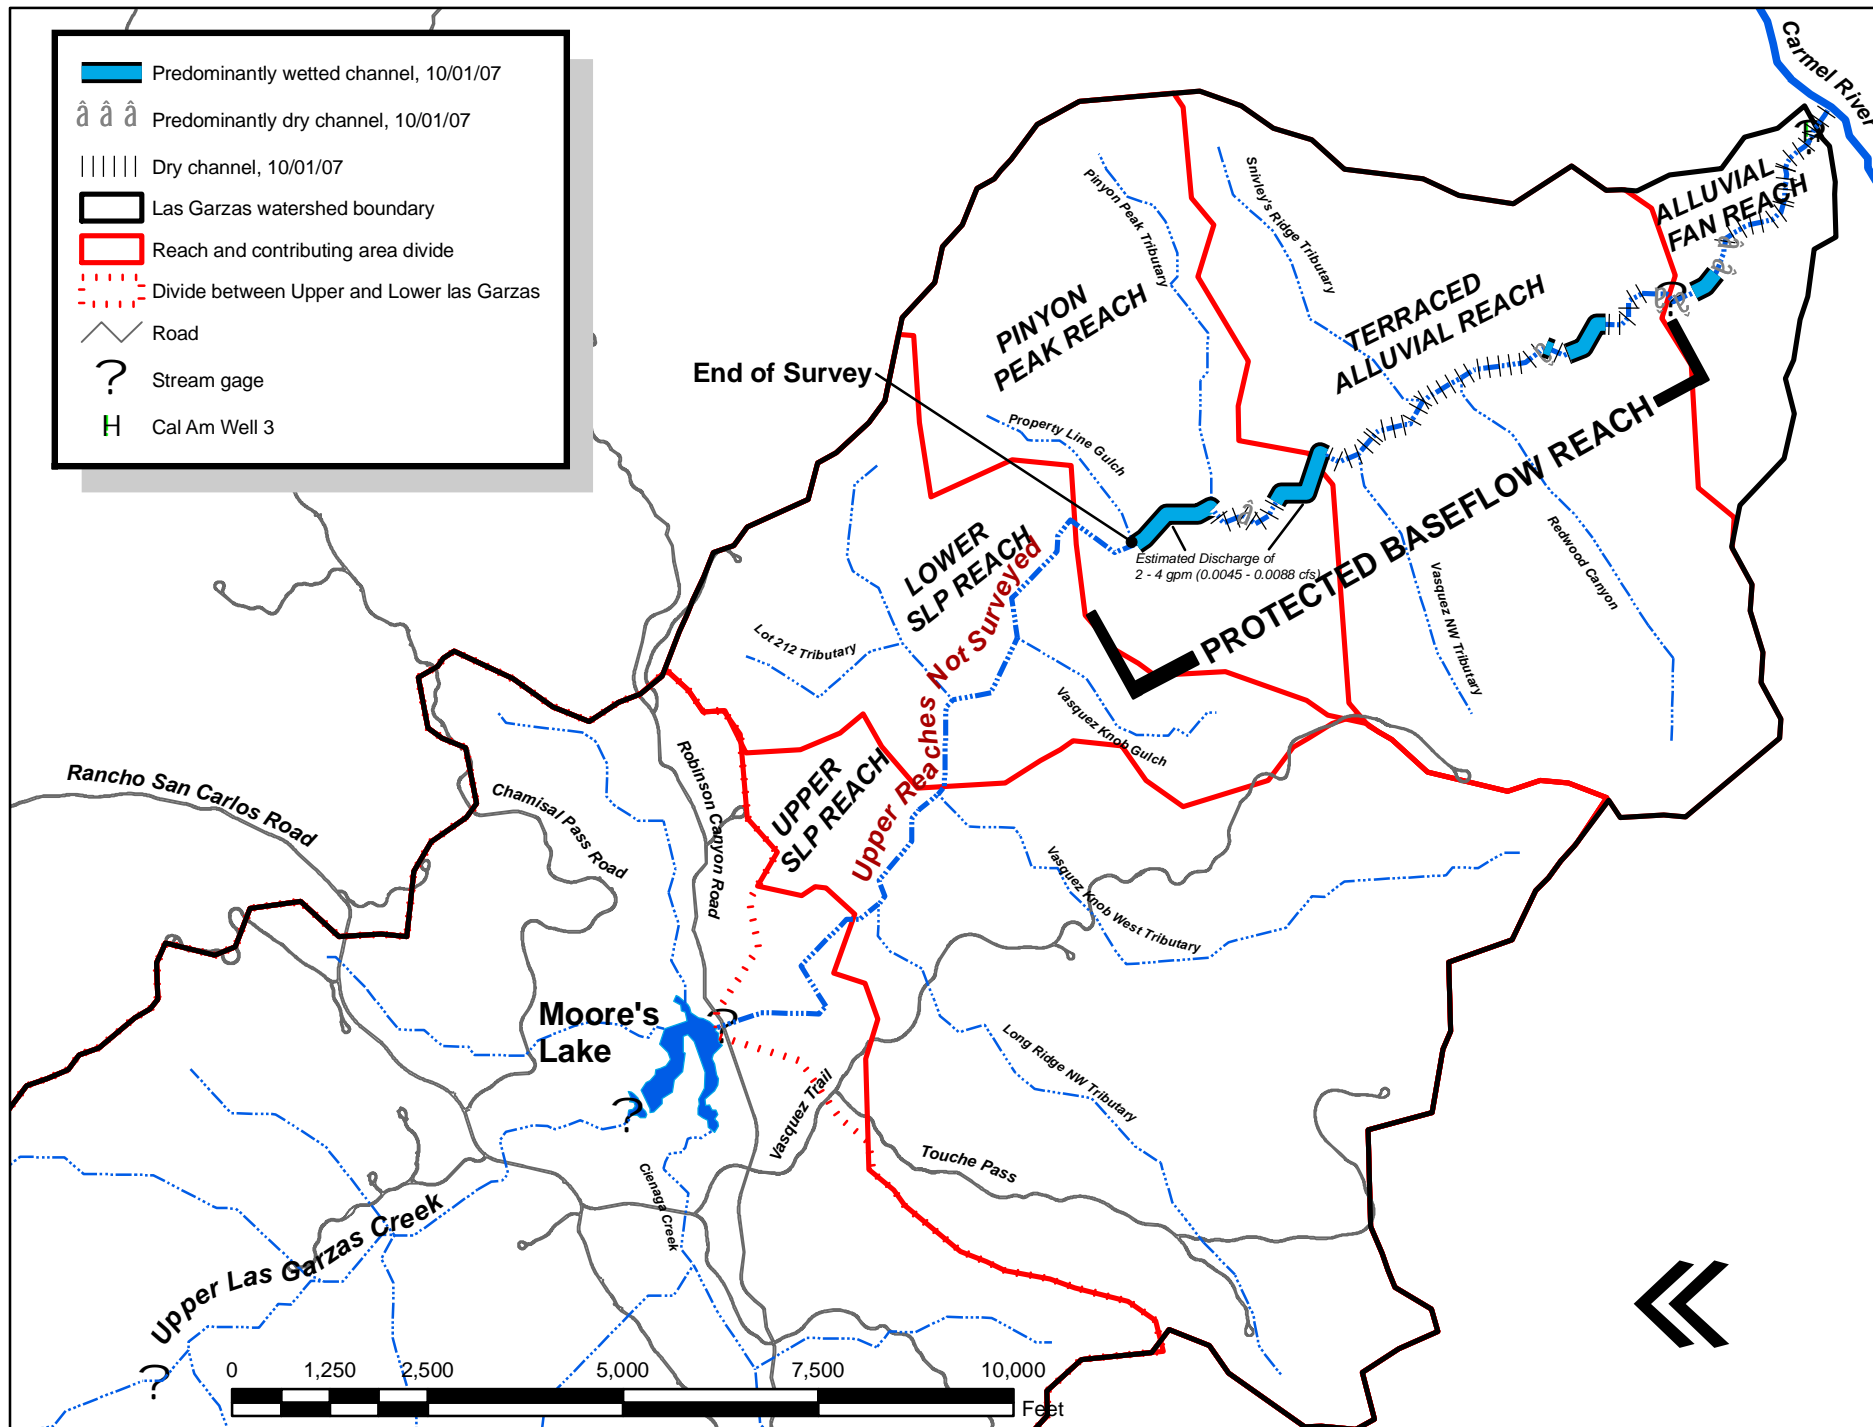 Predominantly wetted channel, 10/01/07
â â â Predominantly dry channel, 10/01/07
Dry channel, 10/01/07
Las Garzas watershed boundary
Reach and contributing area divide
Divide between Upper and Lower las Garzas
Road
? Stream gage
H Cal Am Well 3
Carmel River
ALLUVIAL
FAN REACH
Pinyon Peak Tributary
Snivley's Ridge Tributary
PINYON
PEAK REACH
TERRACED
ALLUVIAL REACH
End of Survey
Property Line Gulch
PROTECTED BASEFLOW REACH
Estimated Discharge of
2 - 4 gpm (0.0045 - 0.0088 cfs)
LOWER
SLP REACH
Redwood Canyon
Vasquez NW Tributary
Lot 212 Tributary
Upper Reaches Not Surveyed
Vasquez Knob Gulch
Robinson Canyon Road
UPPER
SLP REACH
Rancho San Carlos Road
Chamisal Pass Road
Vasquez Knob West Tributary
Moore's
Lake
Long Ridge NW Tributary
Vasquez Trail
Touche Pass
Cienaga Creek
Upper Las Garzas Creek
0 1,250 2,500 5,000 7,500 10,000
Feet